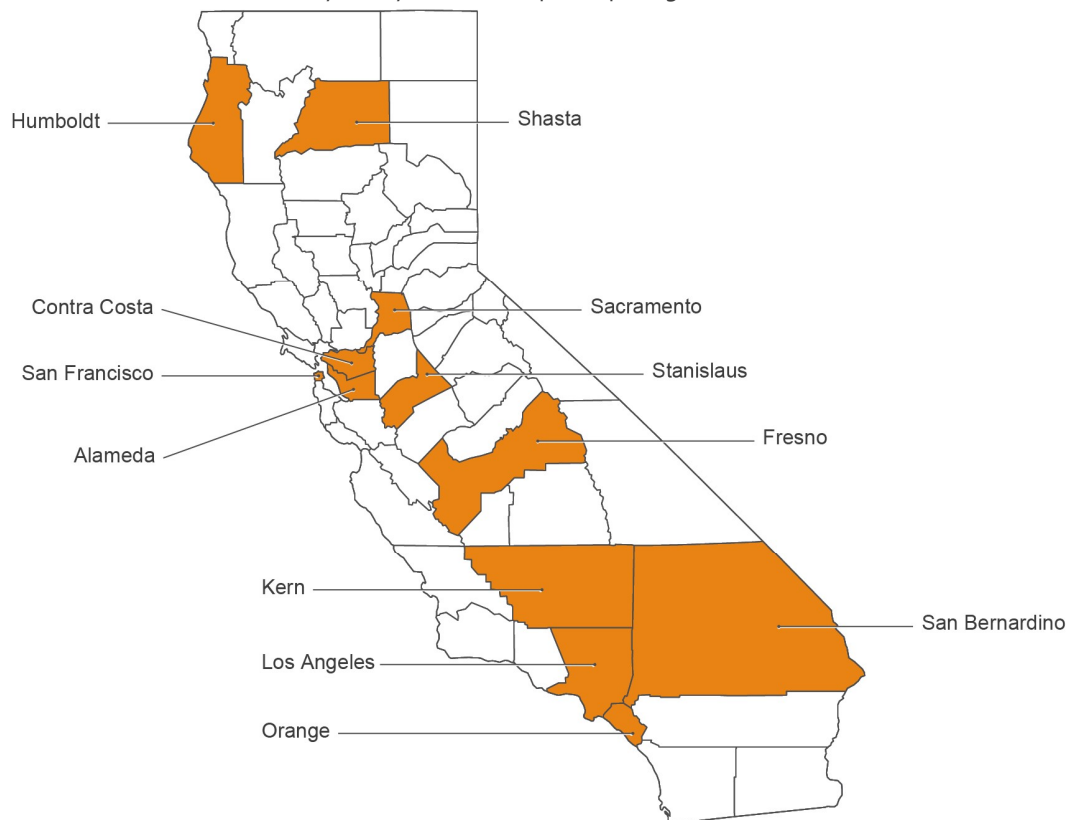 Humboldt
Shasta
Contra Costa
Sacramento
San Francisco
Stanislaus
Alameda
Fresno
Kern
San Bernardino
Los Angeles
Orange